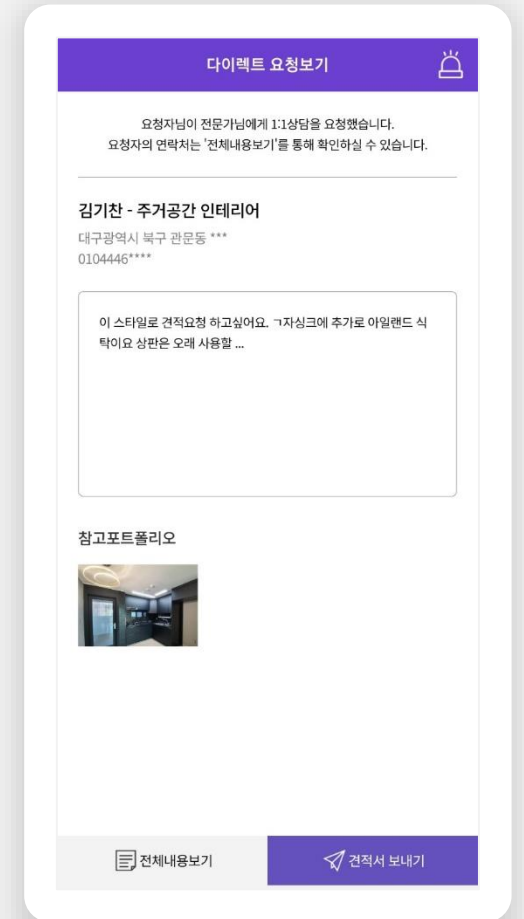 다이렉트 요청보기
요청자님이 전문가님에게 1:1상담을 요청했습니다.
요청자의 연락처는 '전체내용보기'를 통해 확인하실 수 있습니다.
김기찬 - 주거공간 인테리어
대구광역시 북구 관문동 ***
0104446****
이 스타일로 견적요청 하고싶어요. ㄱ자싱크에 추가로 아일랜드 식
탁이요 상판은 오래 사용할 ...
참고포트폴리오
전체내용보기
견적서 보내기